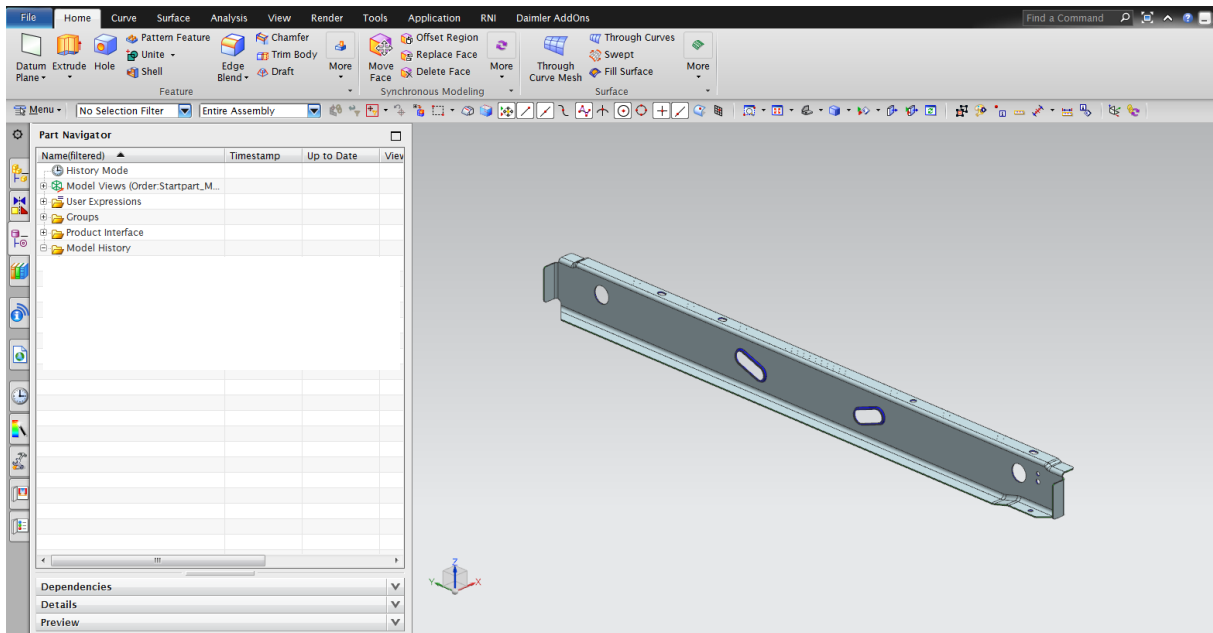 File Home Curve Surface Analysis View Render Tools Application RNI Daimler AddOns Find a Command
Pattern Feature Chamfer Offset Region Through Curves
Unite Trim Body Replace Face Swept
Datum Plane Extrude Hole Shell Edge Blend Draft More Move Face Delete Face More Through Curve Mesh Fill Surface More
Feature Synchronous Modeling Surface
Menu No Selection Filter Entire Assembly
Part Navigator
Name(filtered) Timestamp Up to Date View
History Mode
Model Views (Order:Startpart_M...
User Expressions
Groups
Product Interface
Model History
Dependencies
Details
Preview
Z
Y X